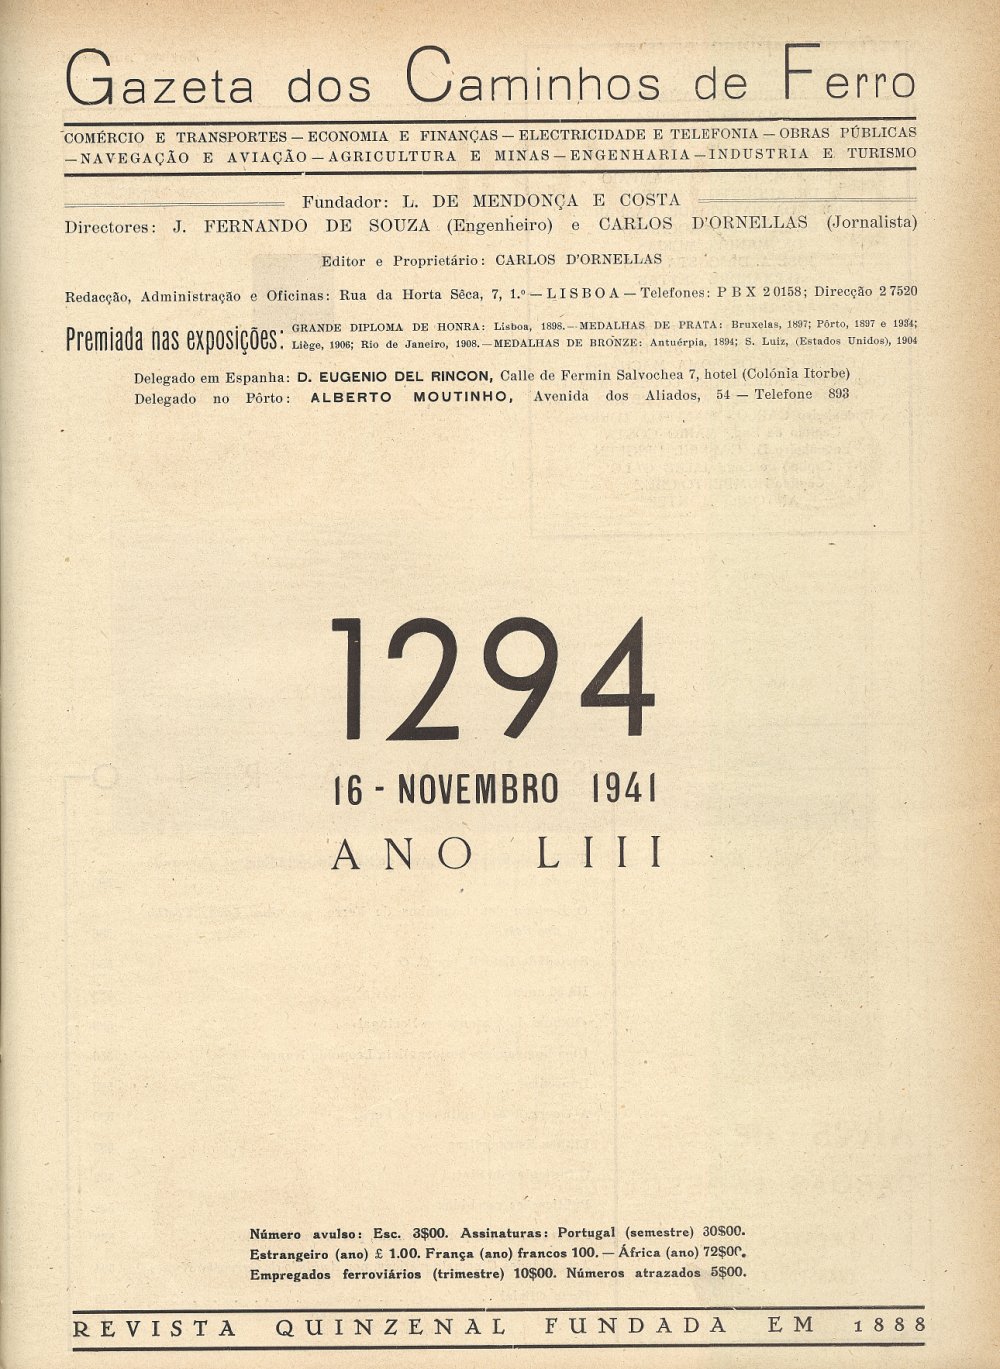 Gazeta dos Caminhos de Ferro
COMÉRCIO E TRANSPORTES — ECONOMIA E FINANÇAS — ELECTRICIDADE E TELEFONIA — OBRAS PÚBLICAS
— NAVEGAÇÃO E AVIAÇÃO — AGRICULTURA E MINAS — ENGENHARIA — INDUSTRIA E TURISMO
Fundador: L. DE MENDONÇA E COSTA
Directores: J. FERNANDO DE SOUZA (Engenheiro) e CARLOS D'ORNELLAS (Jornalista)
Editor e Proprietário: CARLOS D'ORNELLAS
Redacção, Administração e Oficinas: Rua da Horta Sêca, 7, 1.º — LISBOA — Telefones: PBX 20158; Direcção 27520
Premiada nas exposições:
GRANDE DIPLOMA DE HONRA: Lisboa, 1898. — MEDALHAS DE PRATA: Bruxelas, 1897; Pôrto, 1897 e 1934;
Liège, 1906; Rio de Janeiro, 1908. — MEDALHAS DE BRONZE: Antuérpia, 1894; S. Luiz, (Estados Unidos), 1904
Delegado em Espanha: D. EUGENIO DEL RINCON, Calle de Fermin Salvochea 7, hotel (Colónia Itorbe)
Delegado no Pôrto: ALBERTO MOUTINHO, Avenida dos Aliados, 54 — Telefone 893
1294
16 - NOVEMBRO 1941
ANO LIII
Número avulso: Esc. 3$00. Assinaturas: Portugal (semestre) 30$00.
Estrangeiro (ano) £ 1.00. França (ano) francos 100. — África (ano) 72$00.
Empregados ferroviários (trimestre) 10$00. Números atrazados 5$00.
REVISTA QUINZENAL FUNDADA EM 1888